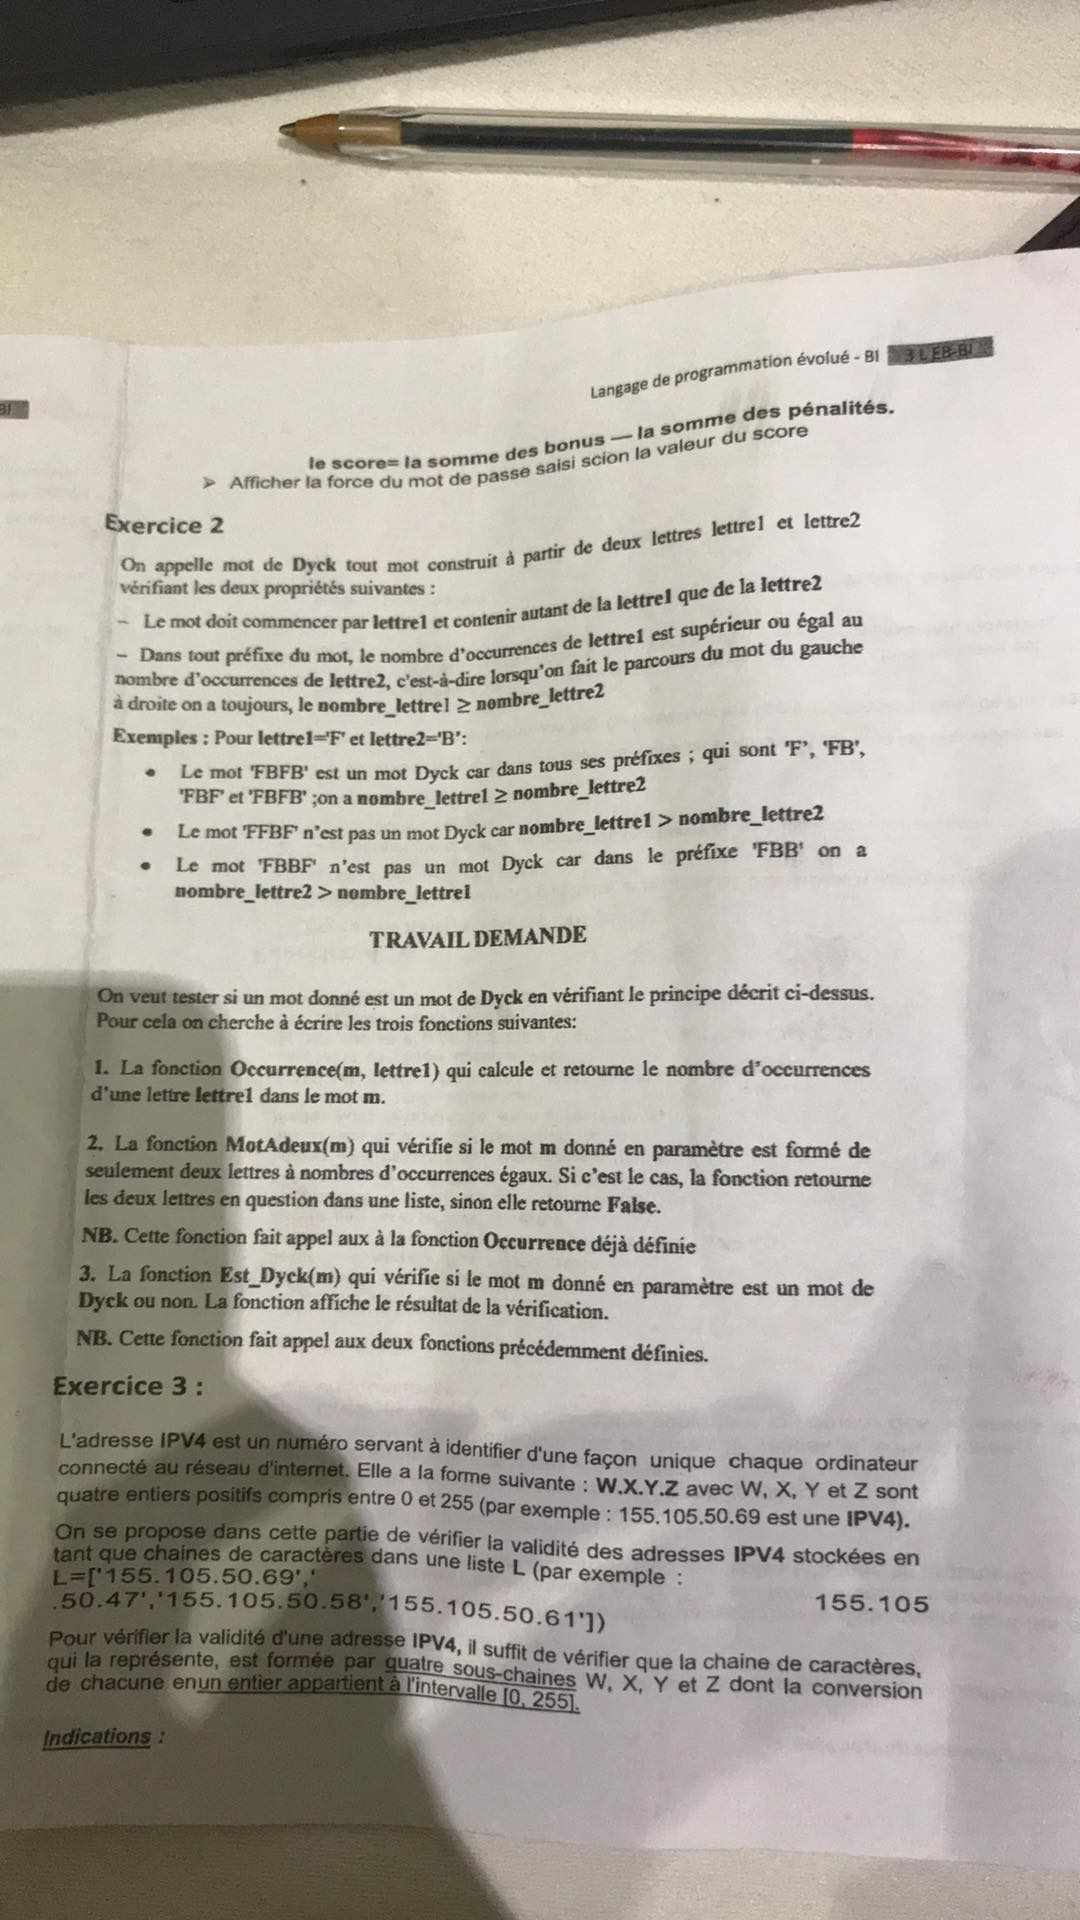 Langage de programmation évolué - BI 3 L EB-BI
BI
le score= la somme des bonus — la somme des pénalités.
➢ Afficher la force du mot de passe saisi scion la valeur du score
Exercice 2
On appelle mot de Dyck tout mot construit à partir de deux lettres lettre1 et lettre2
vérifiant les deux propriétés suivantes :
– Le mot doit commencer par lettre1 et contenir autant de la lettre1 que de la lettre2
– Dans tout préfixe du mot, le nombre d'occurrences de lettre1 est supérieur ou égal au
nombre d'occurrences de lettre2, c'est-à-dire lorsqu'on fait le parcours du mot du gauche
à droite on a toujours, le nombre_lettre1 ≥ nombre_lettre2
Exemples : Pour lettre1='F' et lettre2='B':
• Le mot 'FBFB' est un mot Dyck car dans tous ses préfixes ; qui sont 'F', 'FB',
'FBF' et 'FBFB' ;on a nombre_lettre1 ≥ nombre_lettre2
• Le mot 'FFBF' n'est pas un mot Dyck car nombre_lettre1 > nombre_lettre2
• Le mot 'FBBF' n'est pas un mot Dyck car dans le préfixe 'FBB' on a
nombre_lettre2 > nombre_lettre1
TRAVAIL DEMANDE
On veut tester si un mot donné est un mot de Dyck en vérifiant le principe décrit ci-dessus.
Pour cela on cherche à écrire les trois fonctions suivantes:
1. La fonction Occurrence(m, lettre1) qui calcule et retourne le nombre d'occurrences
d'une lettre lettre1 dans le mot m.
2. La fonction MotAdeux(m) qui vérifie si le mot m donné en paramètre est formé de
seulement deux lettres à nombres d'occurrences égaux. Si c'est le cas, la fonction retourne
les deux lettres en question dans une liste, sinon elle retourne False.
NB. Cette fonction fait appel aux à la fonction Occurrence déjà définie
3. La fonction Est_Dyck(m) qui vérifie si le mot m donné en paramètre est un mot de
Dyck ou non. La fonction affiche le résultat de la vérification.
NB. Cette fonction fait appel aux deux fonctions précédemment définies.
Exercice 3 :
L'adresse IPV4 est un numéro servant à identifier d'une façon unique chaque ordinateur
connecté au réseau d'internet. Elle a la forme suivante : W.X.Y.Z avec W, X, Y et Z sont
quatre entiers positifs compris entre 0 et 255 (par exemple : 155.105.50.69 est une IPV4).
On se propose dans cette partie de vérifier la validité des adresses IPV4 stockées en
tant que chaines de caractères dans une liste L (par exemple :
L=['155.105.50.69','
155.105
.50.47','155.105.50.58','155.105.50.61'])
Pour vérifier la validité d'une adresse IPV4, il suffit de vérifier que la chaine de caractères,
qui la représente, est formée par quatre sous-chaines W, X, Y et Z dont la conversion
de chacune enun entier appartient à l'intervalle [0, 255].
Indications :